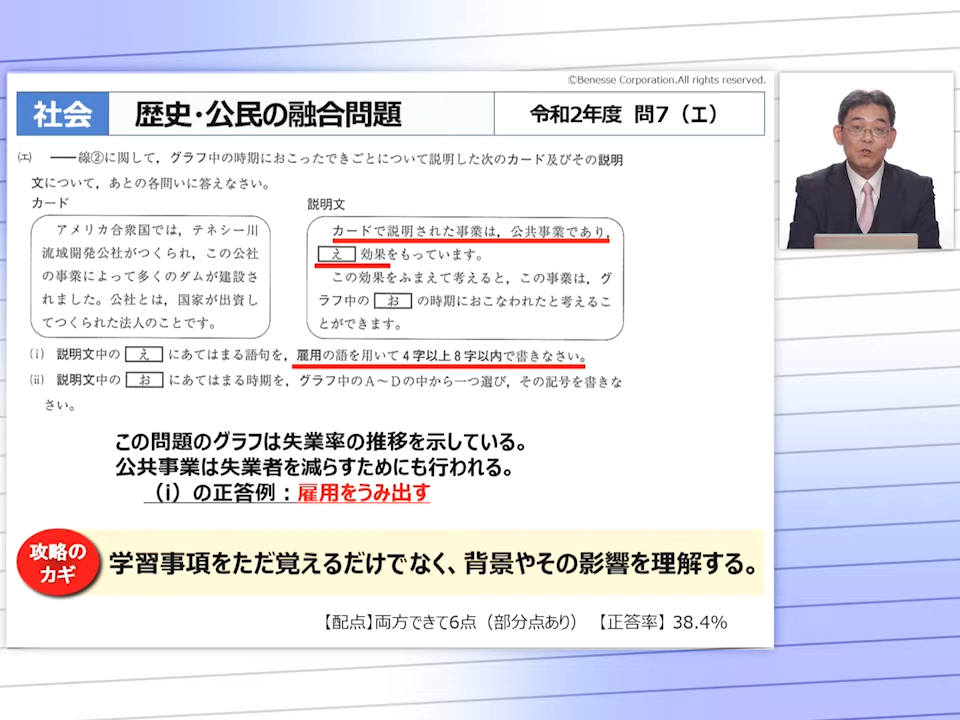 ©Benesse Corporation.All rights reserved.
社会 歴史・公民の融合問題 令和2年度 問7（エ）
(エ) ──線②に関して，グラフ中の時期におこったできごとについて説明した次のカード及びその説明
文について，あとの各問いに答えなさい。
カード
アメリカ合衆国では，テネシー川
流域開発公社がつくられ，この公社
の事業によって多くのダムが建設さ
れました。公社とは，国家が出資し
てつくられた法人のことです。
説明文
カードで説明された事業は，公共事業であり，
え 効果をもっています。
この効果をふまえて考えると，この事業は，グ
ラフ中の お の時期におこなわれたと考えるこ
とができます。
(i) 説明文中の え にあてはまる語句を，雇用の語を用いて4字以上8字以内で書きなさい。
(ii) 説明文中の お にあてはまる時期を，グラフ中のA～Dの中から一つ選び，その記号を書きな
さい。
この問題のグラフは失業率の推移を示している。
公共事業は失業者を減らすためにも行われる。
（i）の正答例：雇用をうみ出す
攻略の
カギ
学習事項をただ覚えるだけでなく、背景やその影響を理解する。
【配点】両方できて6点（部分点あり） 【正答率】 38.4%